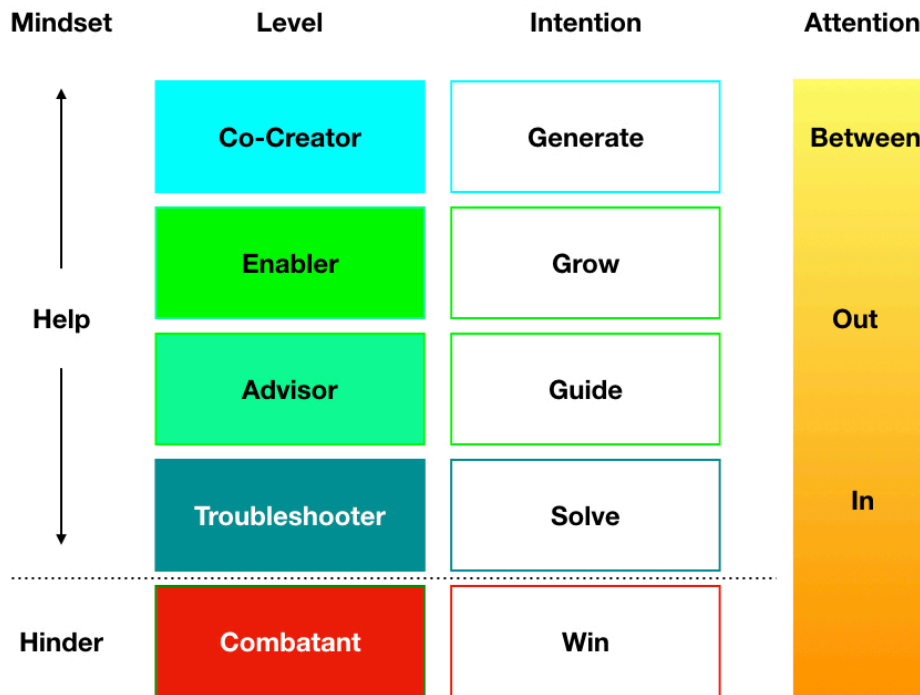 Mindset Level Intention Attention
Co-Creator Generate Between
Enabler Grow
Help Out
Advisor Guide
Troubleshooter Solve In
Hinder Combatant Win